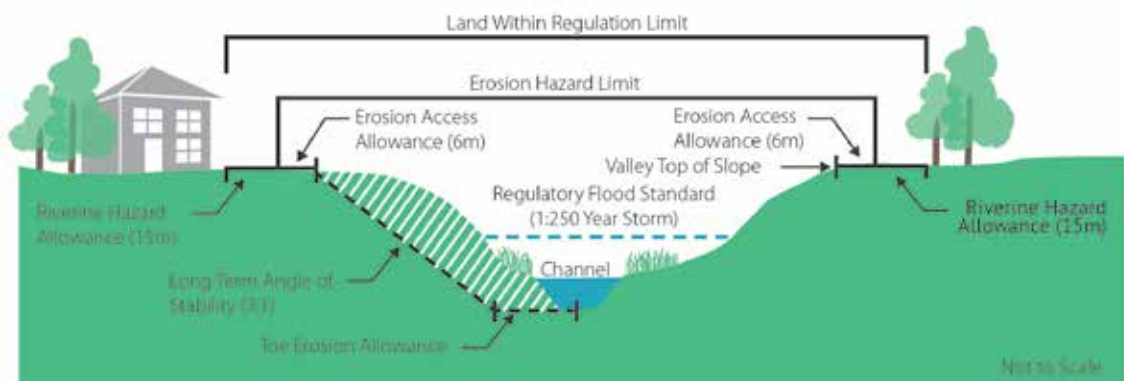 Land Within Regulation Limit
Erosion Hazard Limit
Erosion Access
Allowance (6m)
Erosion Access
Allowance (6m)
Valley Top of Slope
Regulatory Flood Standard
(1:250 Year Storm)
Riverine Hazard
Allowance (15m)
Riverine Hazard
Allowance (15m)
Channel
Long Term Angle of
Stability (3:1)
Toe Erosion Allowance
Not to Scale